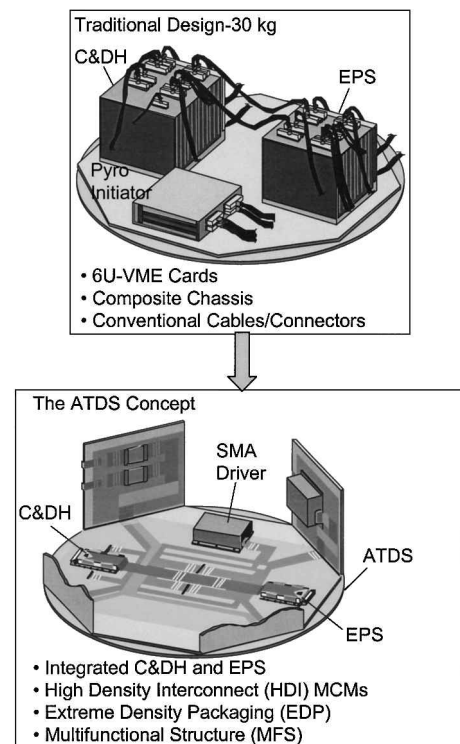 Traditional Design-30 kg
C&DH
EPS
Pyro
Initiator
• 6U-VME Cards
• Composite Chassis
• Conventional Cables/Connectors
The ATDS Concept
SMA
Driver
C&DH
ATDS
EPS
• Integrated C&DH and EPS
• High Density Interconnect (HDI) MCMs
• Extreme Density Packaging (EDP)
• Multifunctional Structure (MFS)